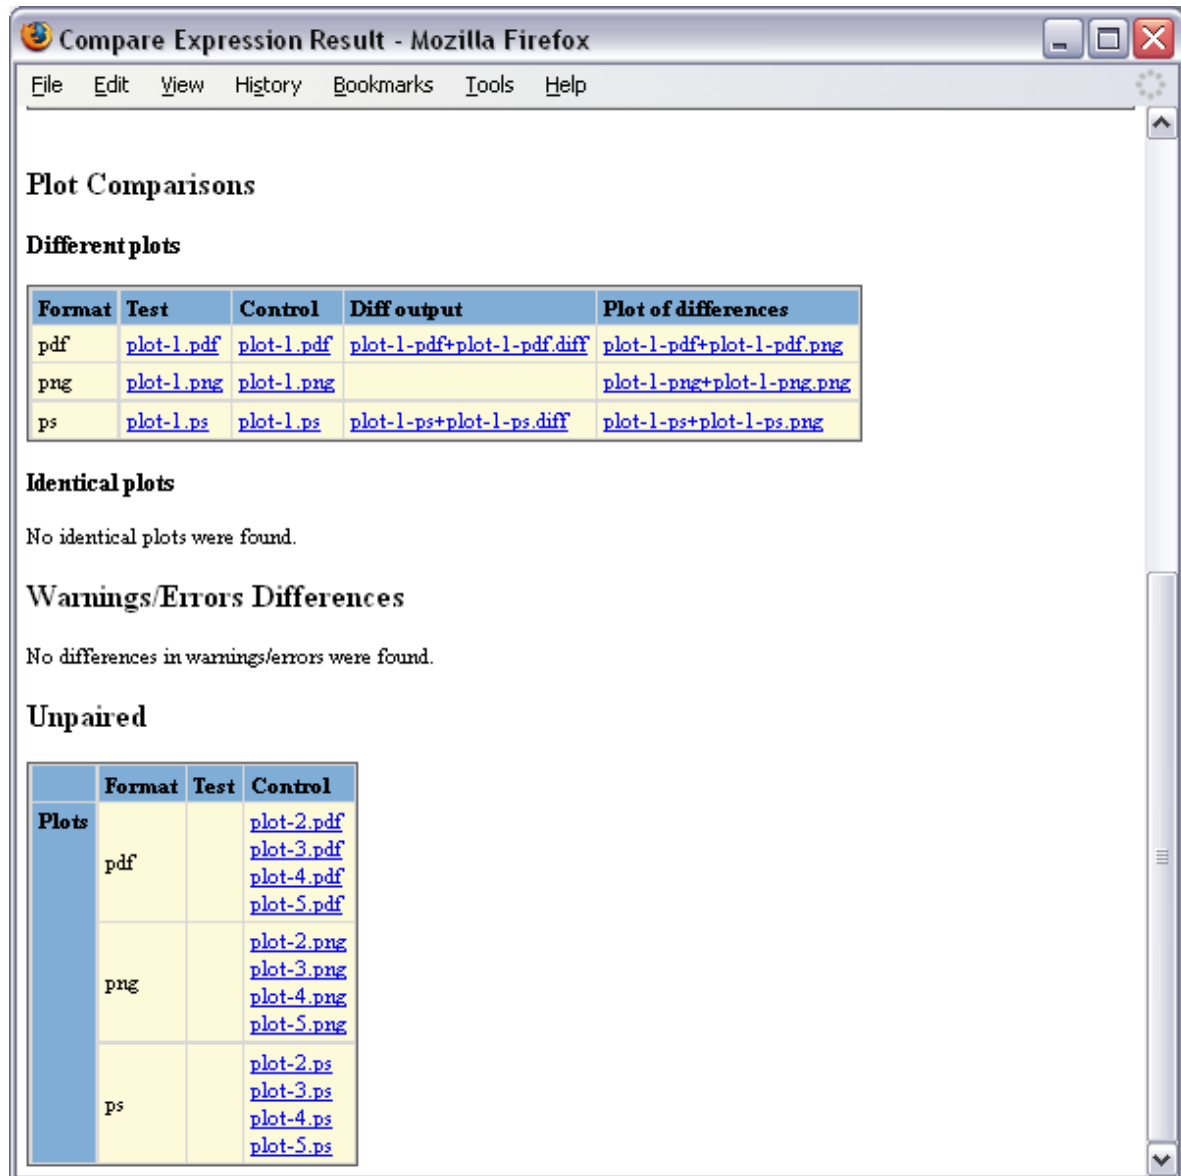 Compare Expression Result - Mozilla Firefox
File Edit View History Bookmarks Tools Help
Plot Comparisons
Different plots
Format Test Control Diff output Plot of differences
pdf plot-1.pdf plot-1.pdf plot-1-pdf+plot-1-pdf.diff plot-1-pdf+plot-1-pdf.png
png plot-1.png plot-1.png plot-1-png+plot-1-png.png
ps plot-1.ps plot-1.ps plot-1-ps+plot-1-ps.diff plot-1-ps+plot-1-ps.png
Identical plots
No identical plots were found.
Warnings/Errors Differences
No differences in warnings/errors were found.
Unpaired
Format Test Control
Plots
pdf
plot-2.pdf
plot-3.pdf
plot-4.pdf
plot-5.pdf
png
plot-2.png
plot-3.png
plot-4.png
plot-5.png
ps
plot-2.ps
plot-3.ps
plot-4.ps
plot-5.ps